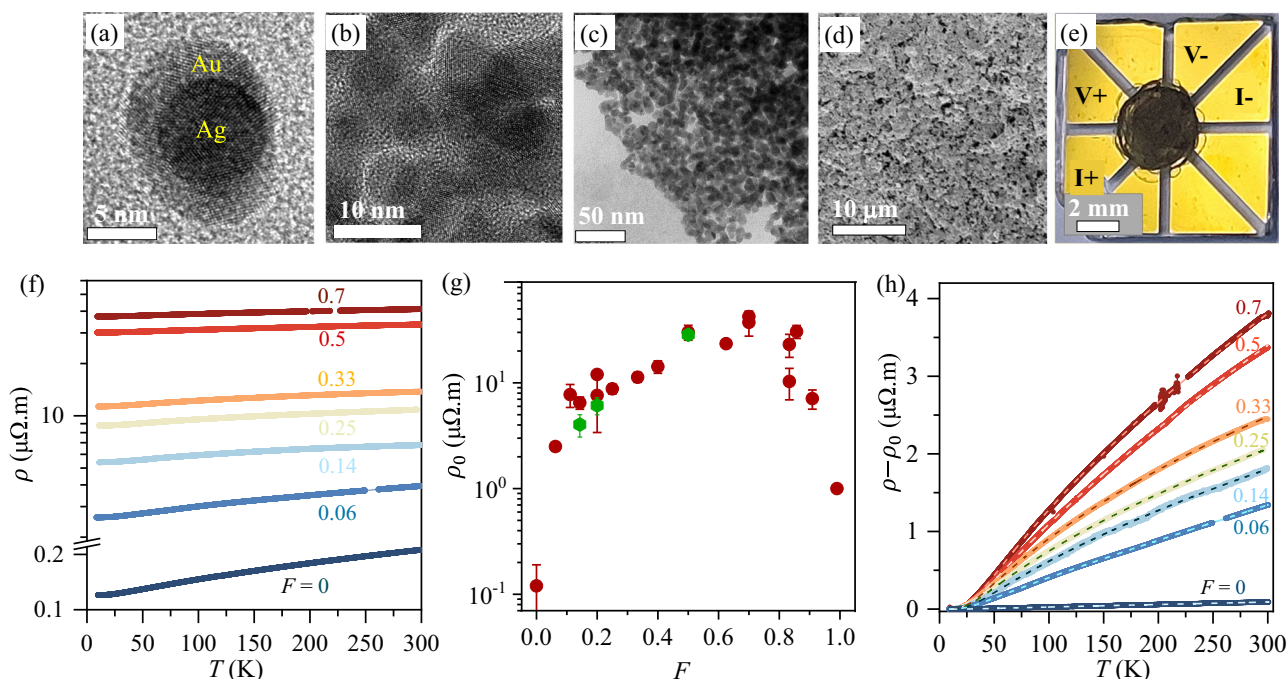 (a)
Au
Ag
5 nm
(b)
10 nm
(c)
50 nm
(d)
10 μm
(e)
V-
V+
I-
I+
2 mm
(f)
0.7
0.5
0.33
0.25
0.14
0.06
F = 0
10
0.2
0.1
ρ (μΩ.m)
0 50 100 150 200 250 300
T (K)
(g)
10²
10¹
10⁰
10⁻¹
ρ₀ (μΩ.m)
0.0 0.2 0.4 0.6 0.8 1.0
F
(h)
0.7
0.5
0.33
0.25
0.14
0.06
F = 0
4
3
2
1
0
ρ−ρ₀ (μΩ.m)
0 50 100 150 200 250 300
T (K)